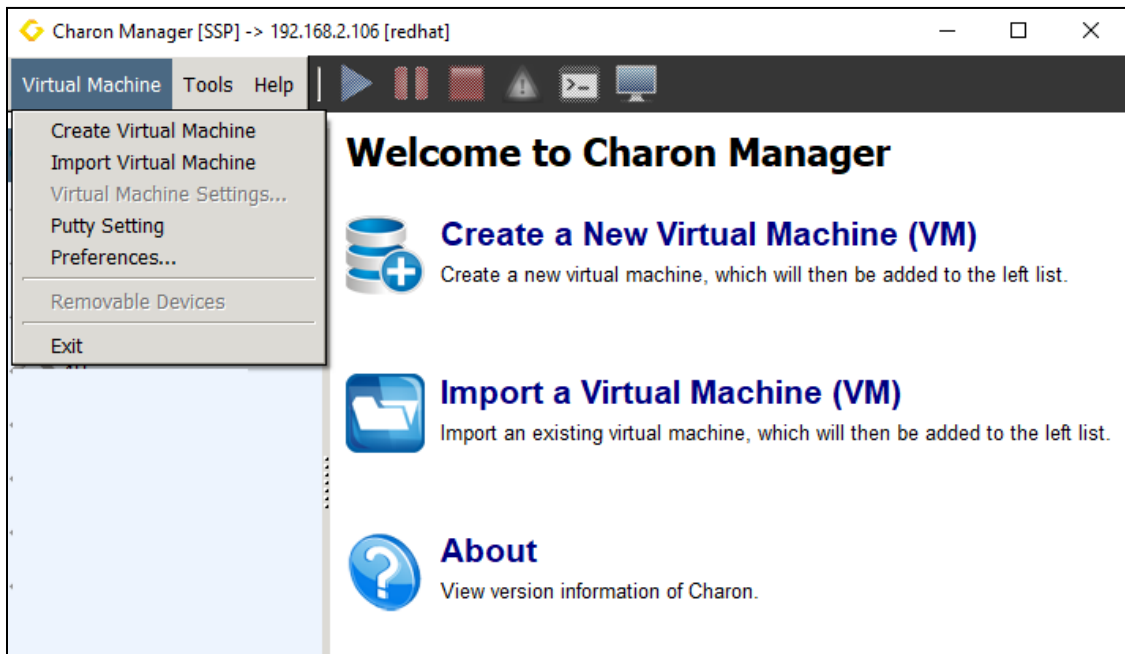 Charon Manager [SSP] -> 192.168.2.106 [redhat]
Virtual Machine Tools Help
Create Virtual Machine
Import Virtual Machine
Virtual Machine Settings...
Putty Setting
Preferences...
Removable Devices
Exit
Welcome to Charon Manager
Create a New Virtual Machine (VM)
Create a new virtual machine, which will then be added to the left list.
Import a Virtual Machine (VM)
Import an existing virtual machine, which will then be added to the left list.
About
View version information of Charon.